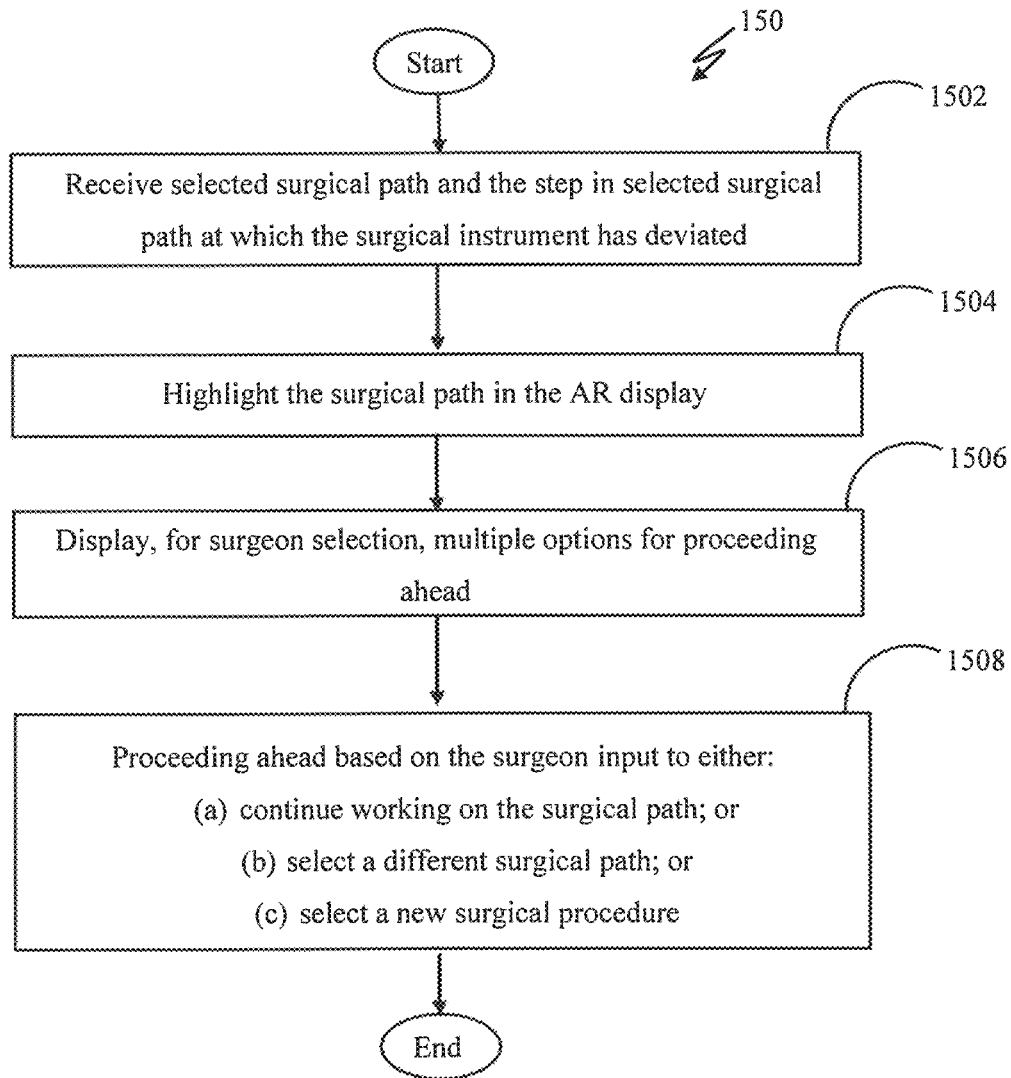 150
Start
1502
Receive selected surgical path and the step in selected surgical
path at which the surgical instrument has deviated
1504
Highlight the surgical path in the AR display
1506
Display, for surgeon selection, multiple options for proceeding
ahead
1508
Proceeding ahead based on the surgeon input to either:
(a) continue working on the surgical path; or
(b) select a different surgical path; or
(c) select a new surgical procedure
End